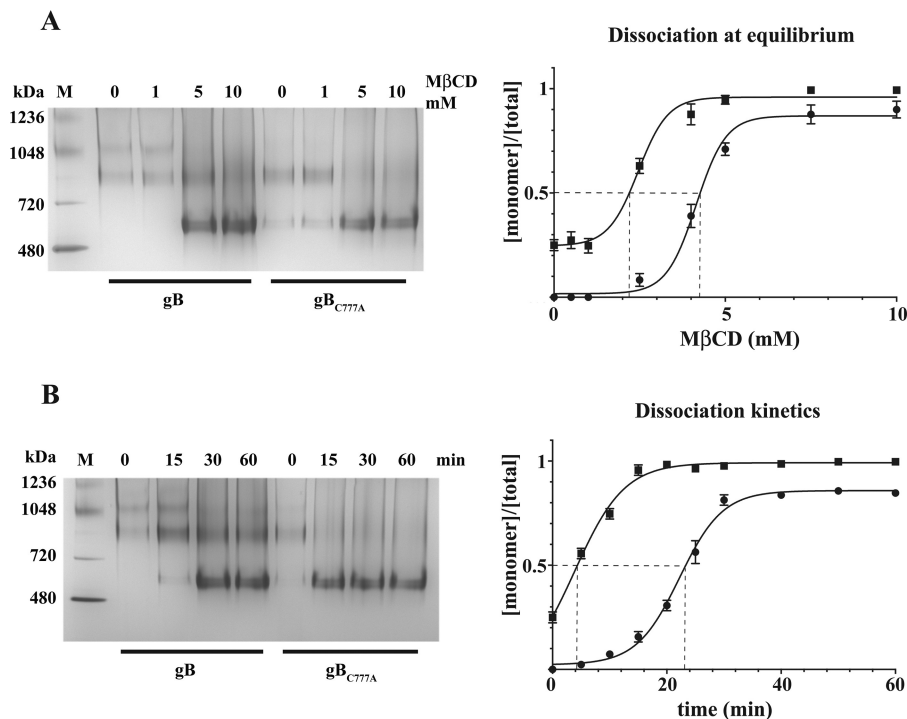 A
kDa M 0 1 5 10 0 1 5 10 MβCD mM
1236
1048
720
480
gB gB_C777A
Dissociation at equilibrium
[monomer]/[total]
1
0.5
0 5 10
MβCD (mM)
B
kDa M 0 15 30 60 0 15 30 60 min
1236
1048
720
480
gB gB_C777A
Dissociation kinetics
[monomer]/[total]
1
0.5
0 20 40 60
time (min)